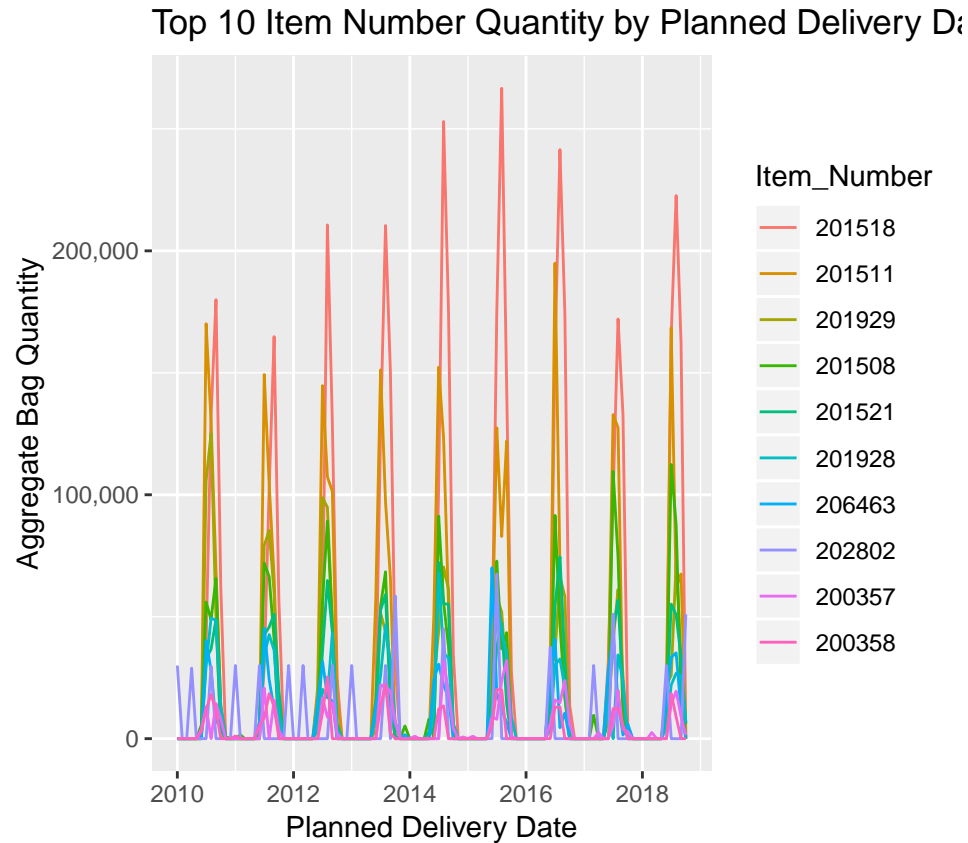 Top 10 Item Number Quantity by Planned Delivery Da
Aggregate Bag Quantity
200,000
100,000
0
2010 2012 2014 2016 2018
Planned Delivery Date
Item_Number
201518
201511
201929
201508
201521
201928
206463
202802
200357
200358